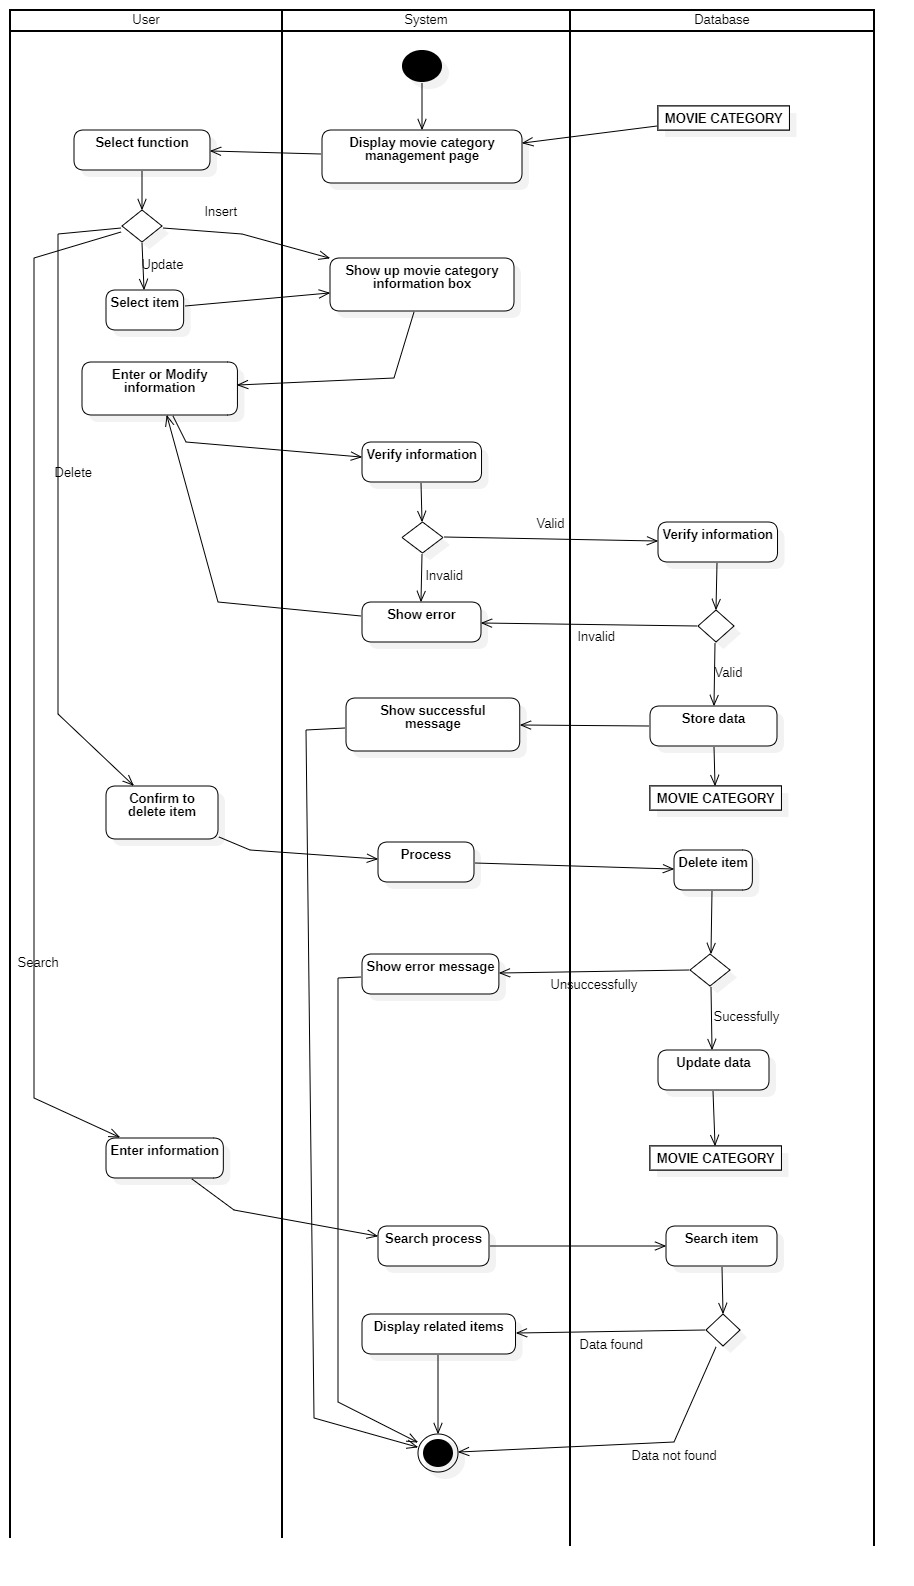 User
System
Database
MOVIE CATEGORY
Select function
Display movie category
management page
Insert
Update
Show up movie category
information box
Select item
Enter or Modify
information
Verify information
Delete
Valid
Verify information
Invalid
Show error
Invalid
Valid
Show successful
message
Store data
Confirm to
delete item
MOVIE CATEGORY
Process
Delete item
Search
Show error message
Unsuccessfully
Sucessfully
Update data
Enter information
MOVIE CATEGORY
Search process
Search item
Display related items
Data found
Data not found